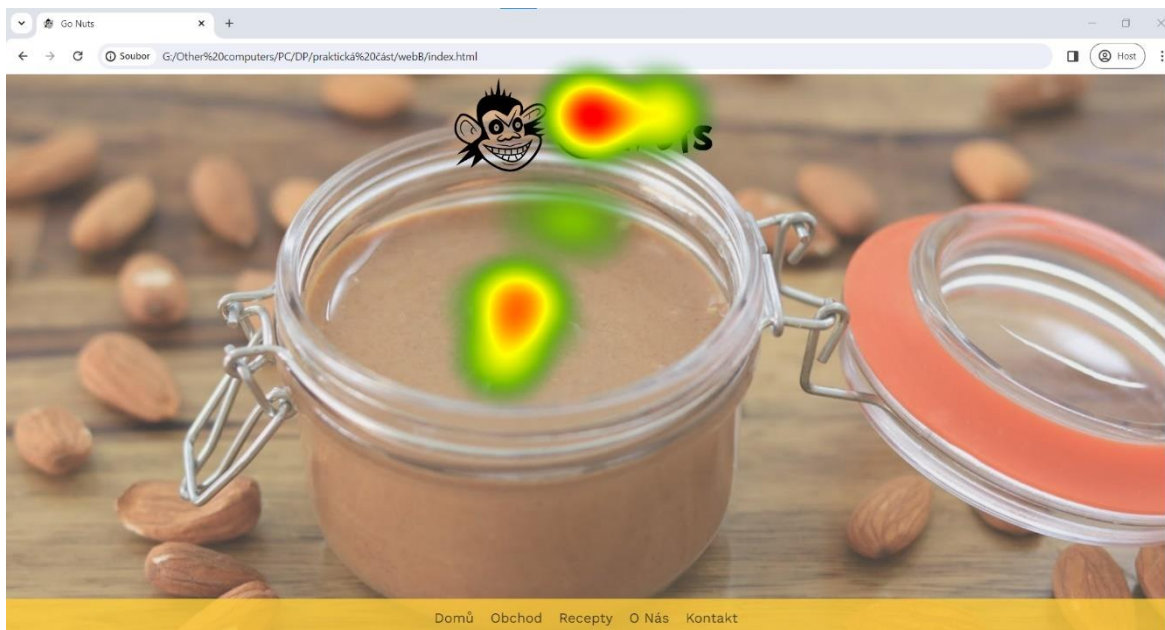 Go Nuts
Soubor G:/Other%20computers/PC/DP/praktická%20část/webB/index.html Host
Domů Obchod Recepty O Nás Kontakt